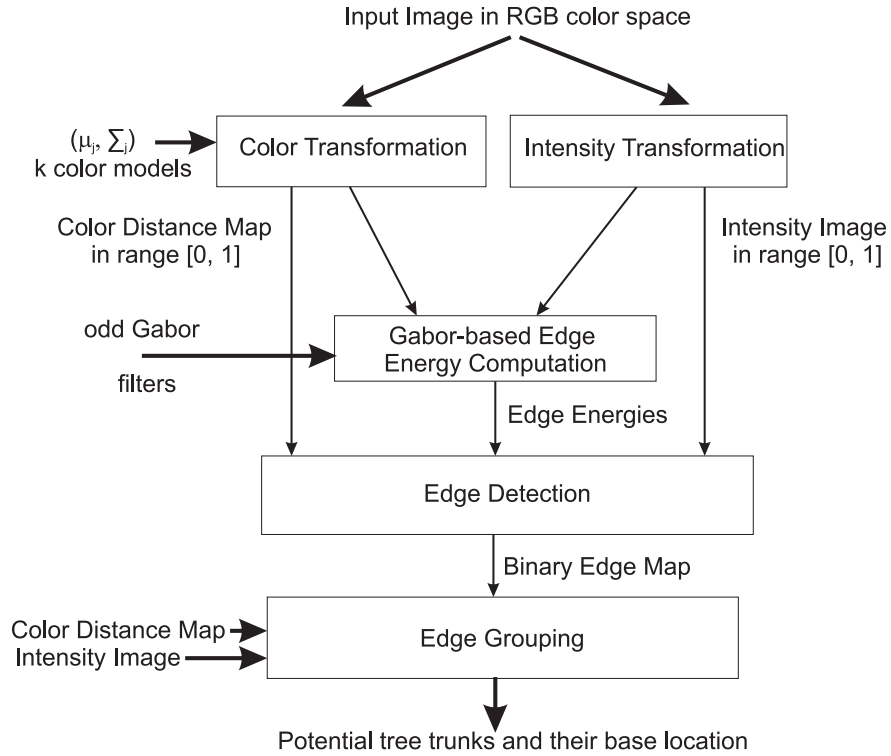 Input Image in RGB color space
(μj, ∑j)
k color models
Color Transformation
Intensity Transformation
Color Distance Map
in range [0, 1]
Intensity Image
in range [0, 1]
odd Gabor
filters
Gabor-based Edge
Energy Computation
Edge Energies
Edge Detection
Binary Edge Map
Color Distance Map
Intensity Image
Edge Grouping
Potential tree trunks and their base location